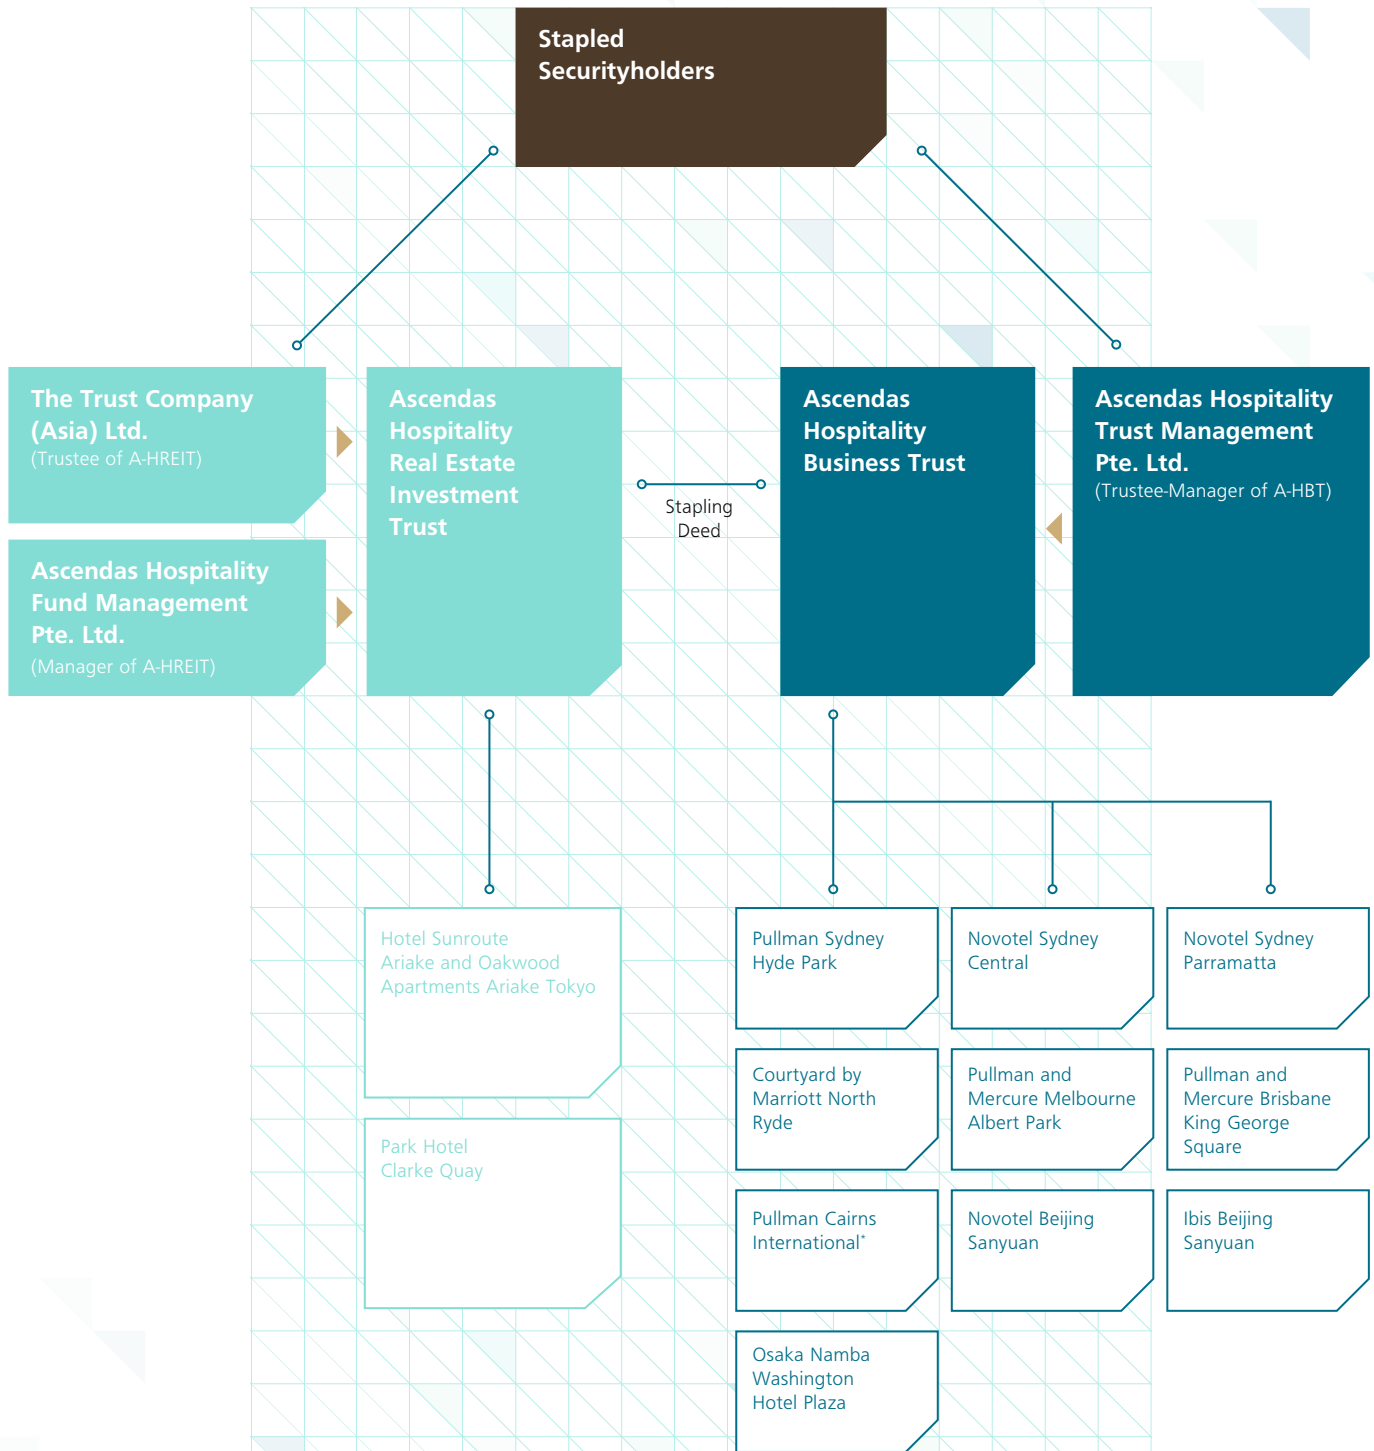 Stapled
Securityholders
The Trust Company
(Asia) Ltd.
(Trustee of A-HREIT)
Ascendas Hospitality
Fund Management
Pte. Ltd.
(Manager of A-HREIT)
Ascendas
Hospitality
Real Estate
Investment
Trust
Stapling
Deed
Ascendas
Hospitality
Business Trust
Ascendas Hospitality
Trust Management
Pte. Ltd.
(Trustee-Manager of A-HBT)
Hotel Sunroute
Ariake and Oakwood
Apartments Ariake Tokyo
Park Hotel
Clarke Quay
Pullman Sydney
Hyde Park
Novotel Sydney
Central
Novotel Sydney
Parramatta
Courtyard by
Marriott North
Ryde
Pullman and
Mercure Melbourne
Albert Park
Pullman and
Mercure Brisbane
King George
Square
Pullman Cairns
International*
Novotel Beijing
Sanyuan
Ibis Beijing
Sanyuan
Osaka Namba
Washington
Hotel Plaza